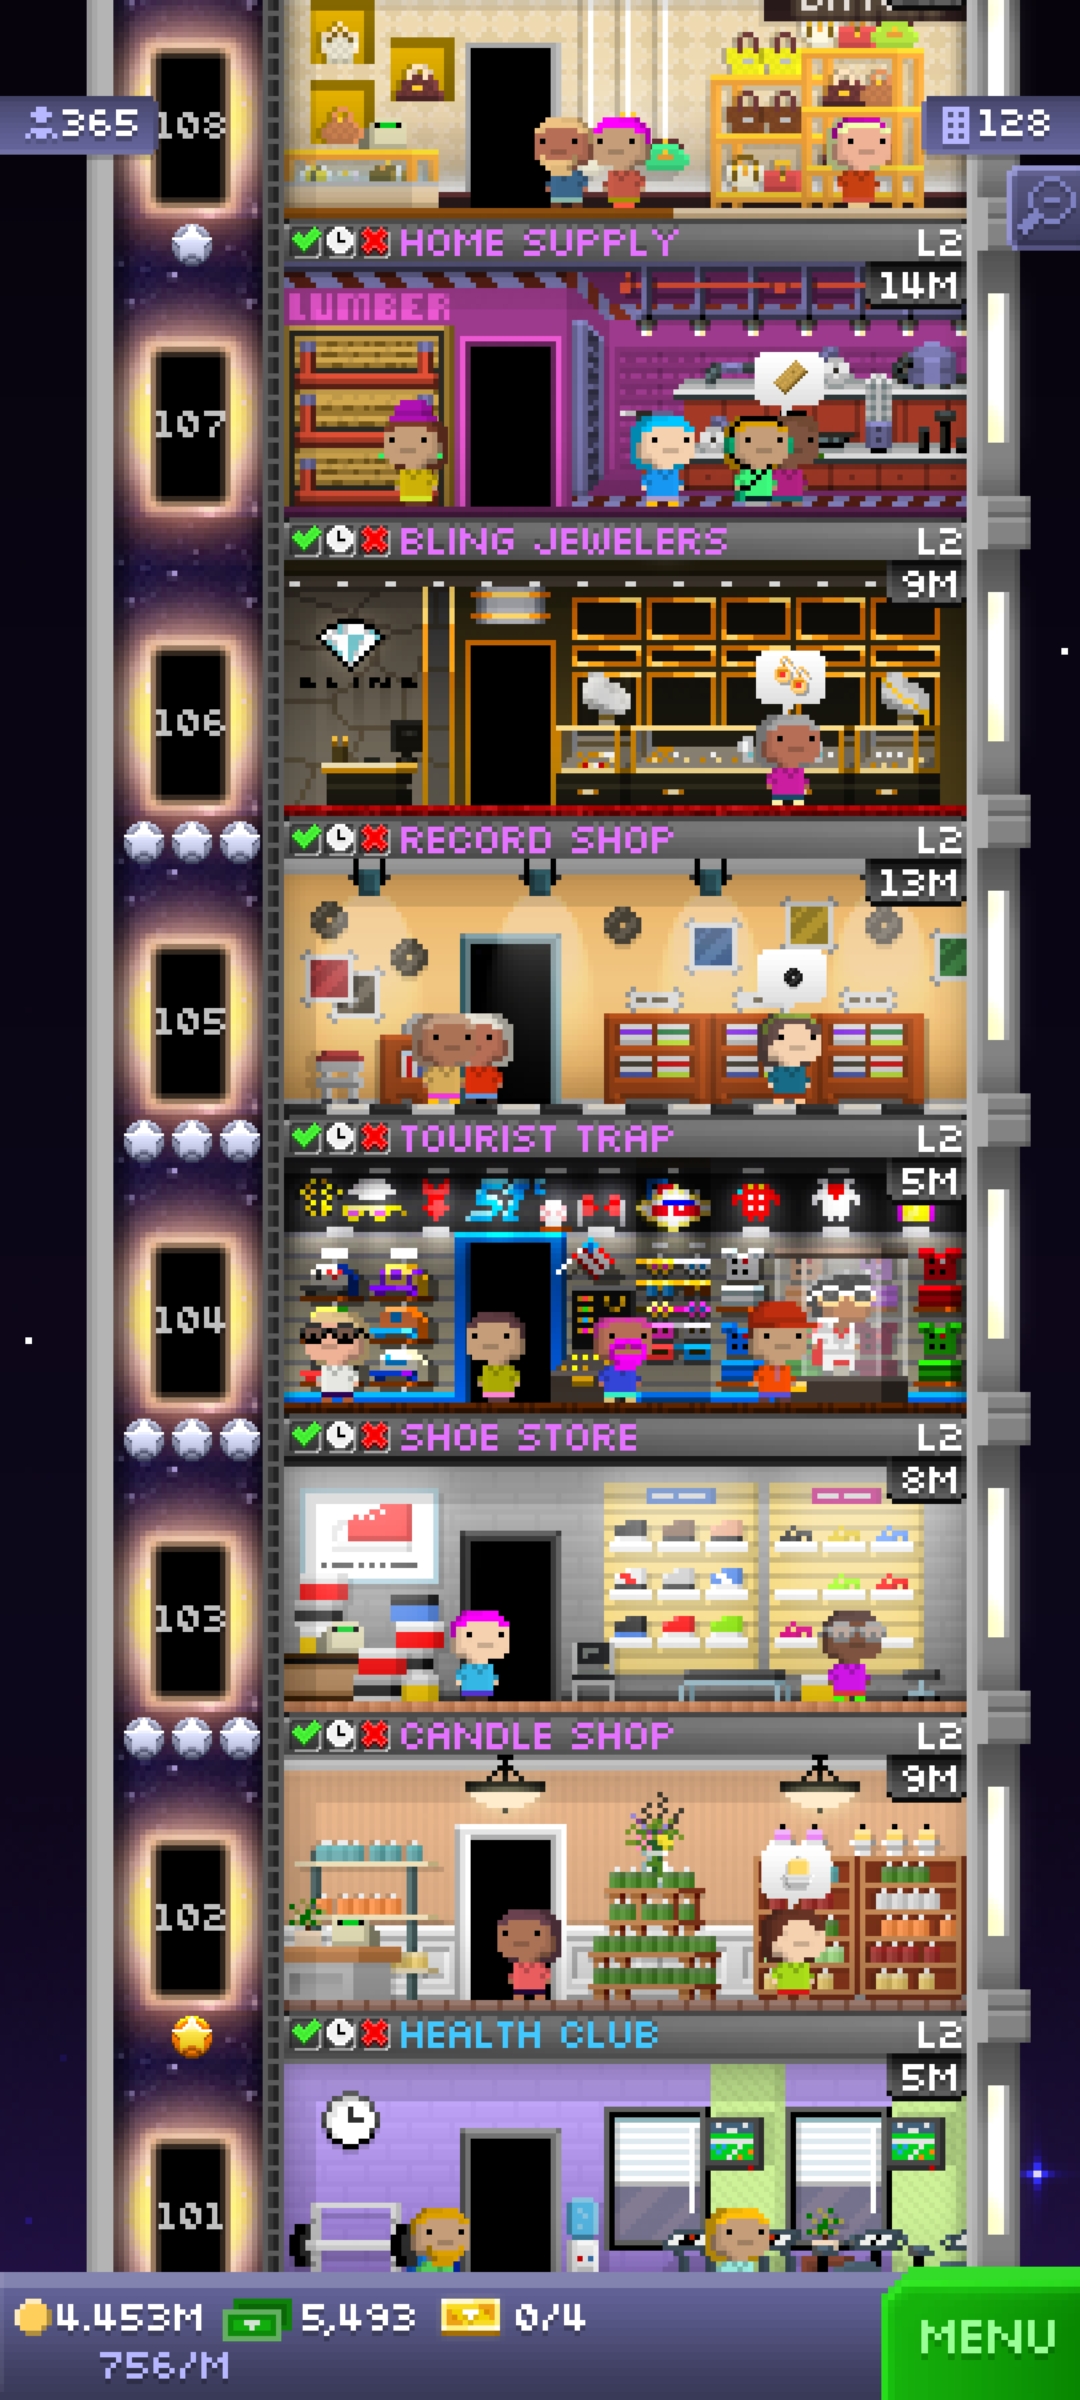 365
108
128
HOME SUPPLY L2
14M
LUMBER
107
BLING JEWELERS L2
9M
BLING
106
RECORD SHOP L2
13M
105
TOURIST TRAP L2
5M
104
SHOE STORE L2
8M
103
CANDLE SHOP L2
9M
102
HEALTH CLUB L2
5M
101
4.453M 5,493 0/4
756/M
MENU